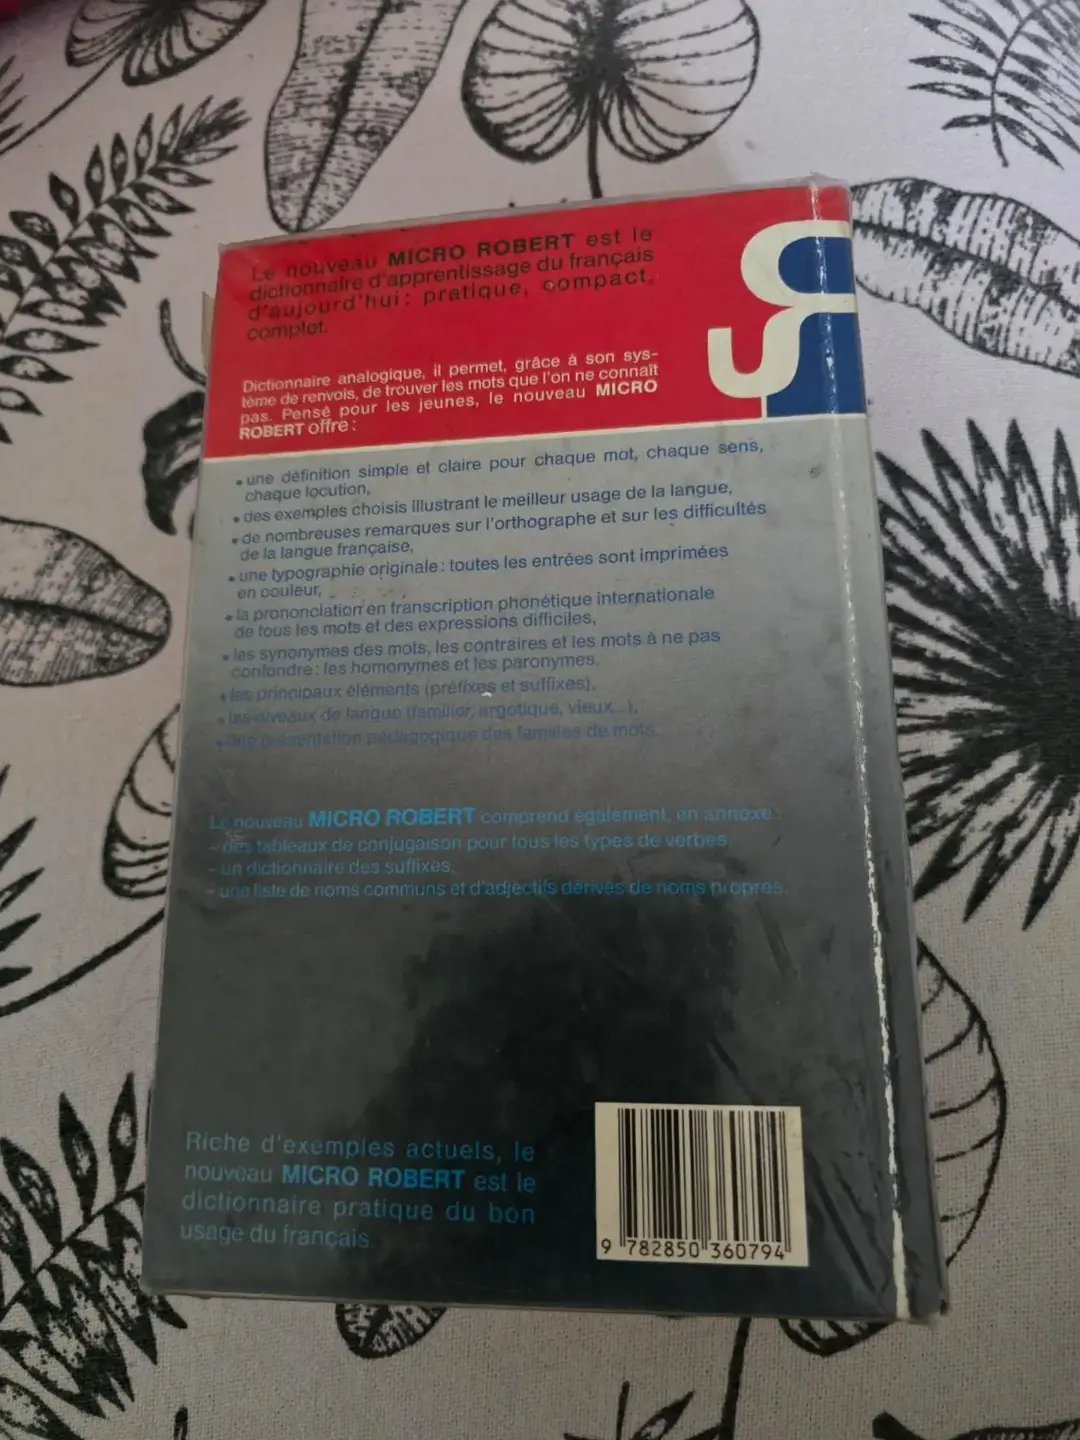 Le nouveau MICRO ROBERT est le
dictionnaire d'apprentissage du français
d'aujourd'hui : pratique, compact,
complet.
Dictionnaire analogique, il permet, grâce à son sys-
tème de renvois, de trouver les mots que l'on ne connaît
pas. Pensé pour les jeunes, le nouveau MICRO
ROBERT offre :
• une définition simple et claire pour chaque mot, chaque sens,
chaque locution,
• des exemples choisis illustrant le meilleur usage de la langue,
• de nombreuses remarques sur l'orthographe et sur les difficultés
de la langue française,
• une typographie originale : toutes les entrées sont imprimées
en couleur,
• la prononciation en transcription phonétique internationale
de tous les mots et des expressions difficiles,
• les synonymes des mots, les contraires et les mots à ne pas
confondre : les homonymes et les paronymes,
• les principaux éléments (préfixes et suffixes),
• les niveaux de langue (familier, argotique, vieux...),
• une présentation pédagogique des familles de mots.
Le nouveau MICRO ROBERT comprend également, en annexe :
– des tableaux de conjugaison pour tous les types de verbes,
– un dictionnaire des suffixes,
– une liste de noms communs et d'adjectifs dérivés de noms propres.
Riche d'exemples actuels, le
nouveau MICRO ROBERT est le
dictionnaire pratique du bon
usage du français.
9 782850 360794